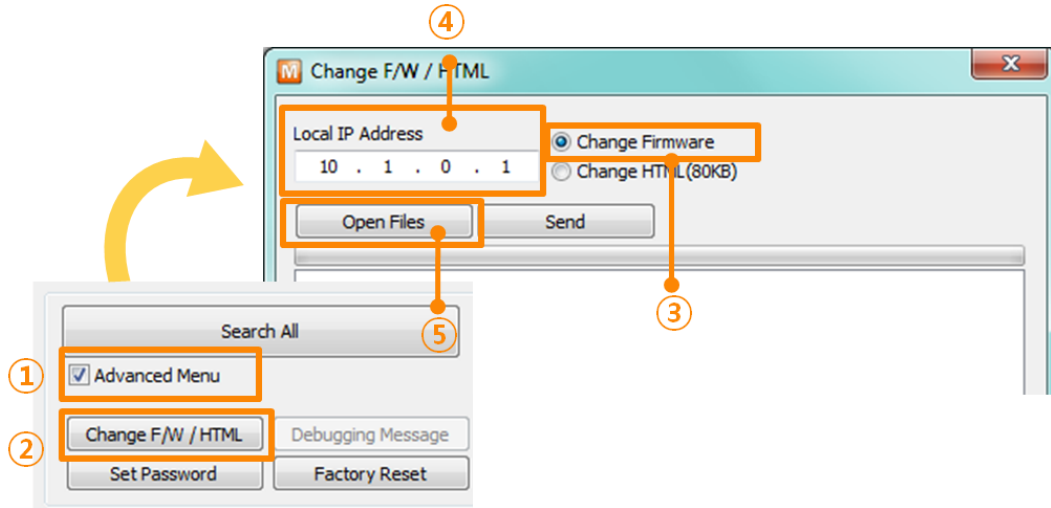 ④
M Change F/W / HTML
X
Local IP Address
10 . 1 . 0 . 1
Change Firmware
Change HTML(80KB)
Open Files
Send
③
Search All
⑤
①
Advanced Menu
②
Change F/W / HTML
Debugging Message
Set Password
Factory Reset